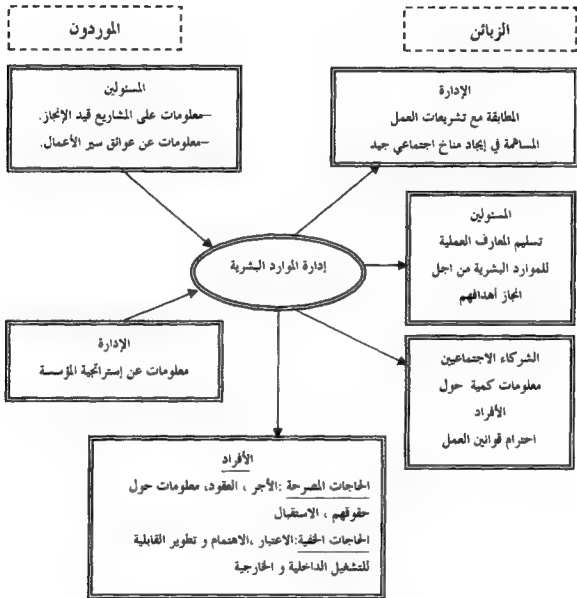 الزبائن
الموردون
الإدارة
المطابقة مع تشريعات العمل
المساهمة في إيجاد مناخ اجتماعي جيد
المسئولين
–معلومات على المشاريع قيد الإنجاز.
–معلومات عن عوائق سير الأعمال.
المسئولين
تسليم المعارف العملية
للموارد البشرية من اجل
انجاز أهدافهم
إدارة الموارد البشرية
الإدارة
معلومات عن إستراتجية المؤسسة
الشركاء الاجتماعيين
معلومات كمية حول
الأفراد
احترام قوانين العمل
الأفراد
الحاجات المصرحة :الأجر ، العقود، معلومات حول
حقوقهم ، الاستقبال
الحاجات الخفية:الاعتبار ،الاهتمام و تطوير القابلية
للتشغيل الداخلية و الخارجية